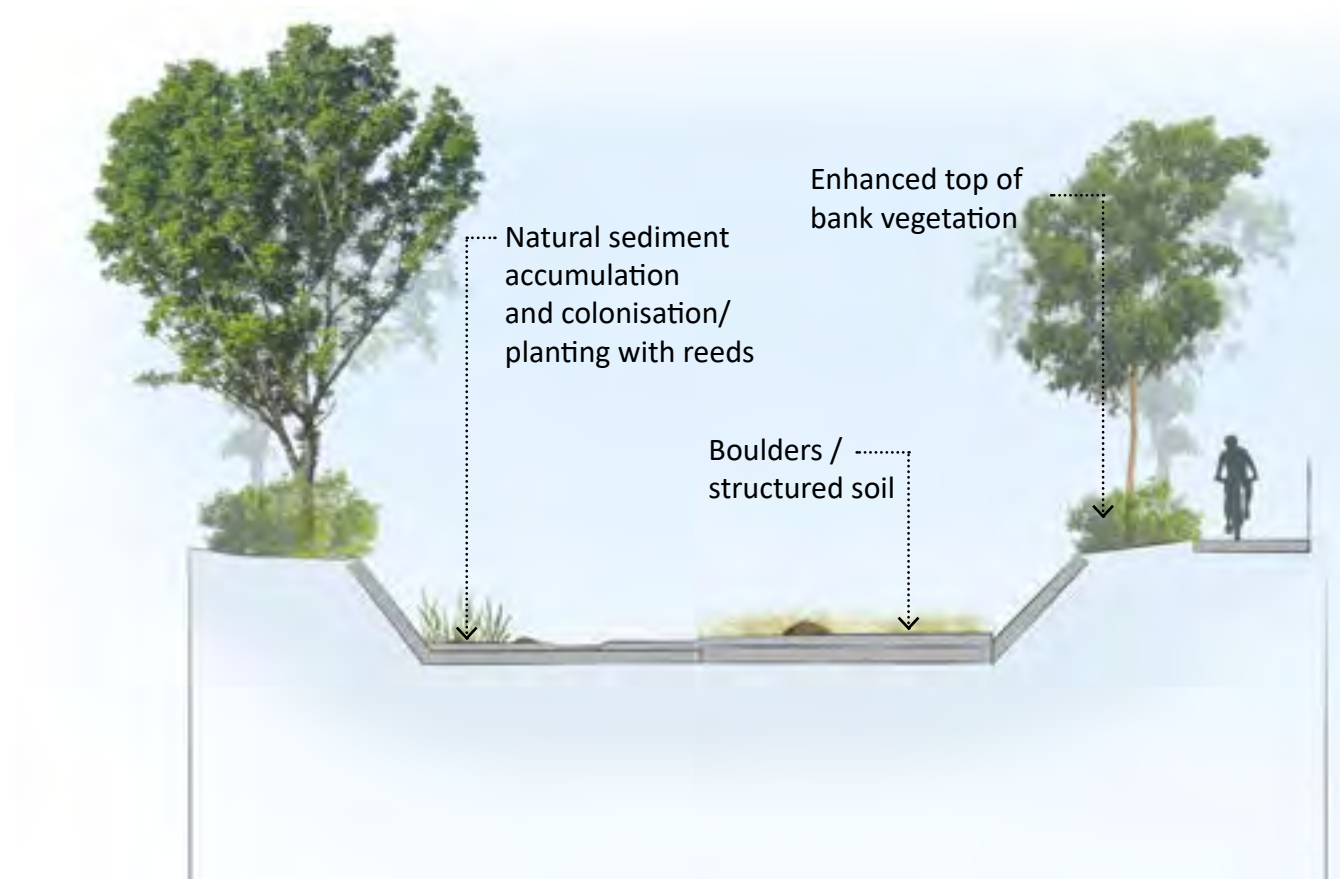 Natural sediment
accumulation
and colonisation/
planting with reeds
Enhanced top of
bank vegetation
Boulders /
structured soil